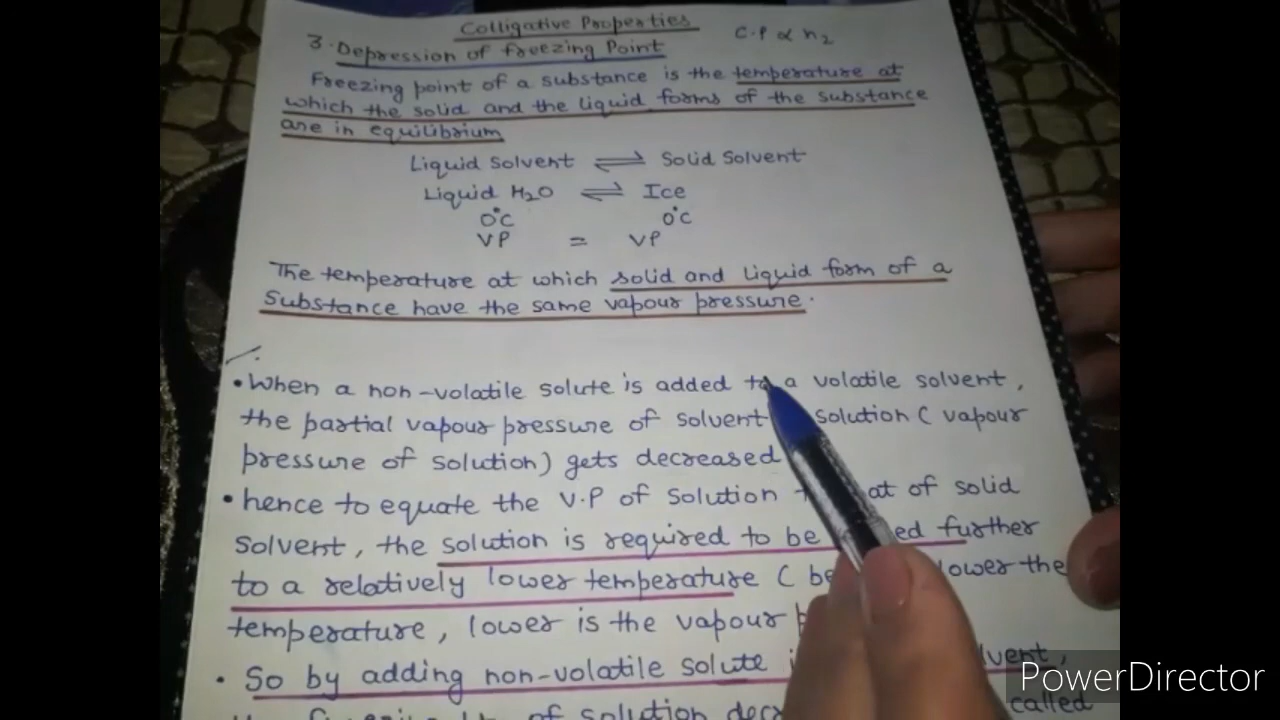 Colligative Properties
3. Depression of freezing Point C.P ∝ n2
Freezing point of a substance is the temperature at
which the solid and the liquid forms of the substance
are in equilibrium
Liquid Solvent ⇌ Solid Solvent
Liquid H2O ⇌ Ice
0°C 0°C
VP = VP
The temperature at which solid and liquid form of a
substance have the same vapour pressure.
• When a non-volatile solute is added to a volatile solvent,
the partial vapour pressure of solvent solution ( vapour
pressure of solution) gets decreased
• hence to equate the V.P of solution of solid
solvent, the solution is required to be further
to a relatively lower temperature ( lower the
temperature, lower is the vapour
• So by adding non-volatile solute
of solution called
PowerDirector